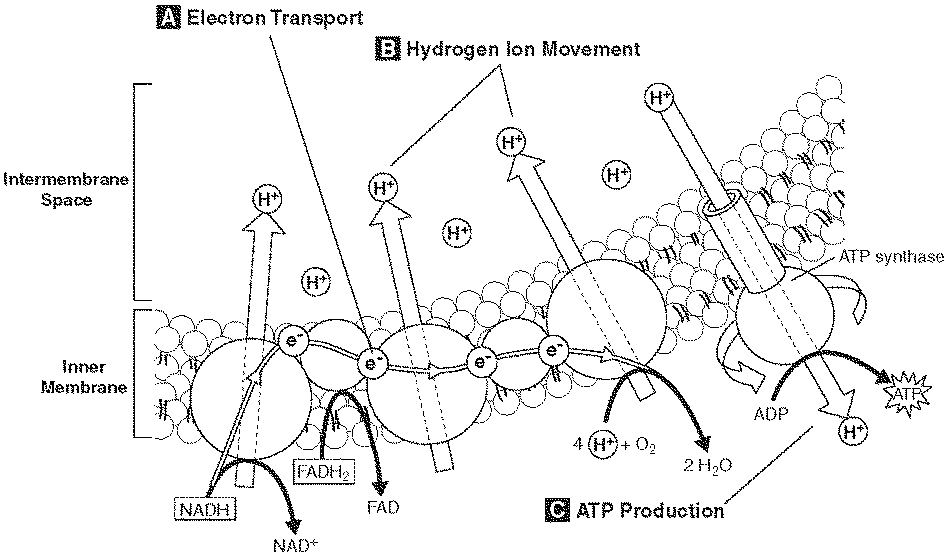 A Electron Transport
B Hydrogen Ion Movement
H+
H+
H+
H+
H+
H+
H+
Intermembrane
Space
ATP synthase
Inner
Membrane
e-
e-
e-
e-
NADH
NAD+
FADH2
FAD
4 H+ + O2
2 H2O
ADP
ATP
H+
C ATP Production